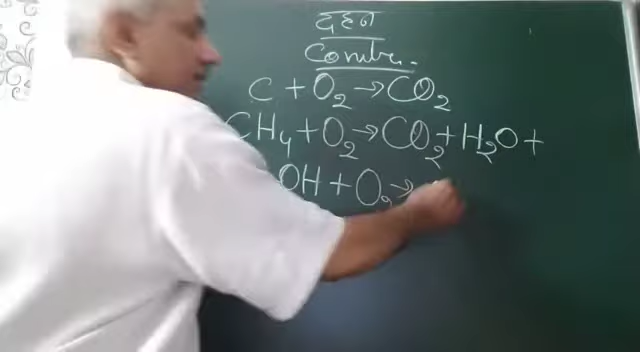 दहन
Combu.
C + O₂ → CO₂
CH₄ + O₂ → CO₂ + H₂O +
OH + O₂ →